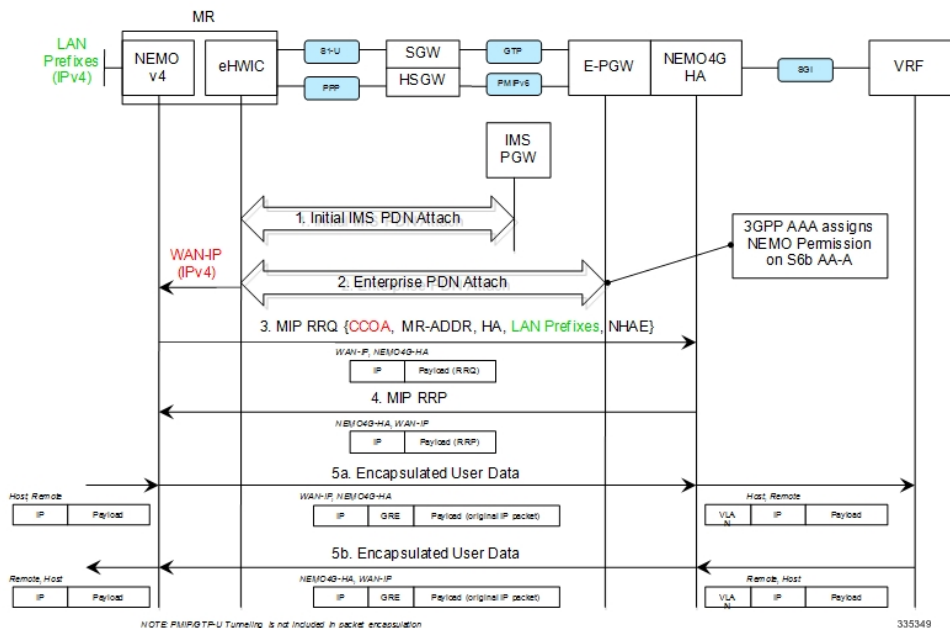 MR
LAN
Prefixes
(IPv4)
NEMO
v4
eHWIC
S1-U
PPP
SGW
HSGW
GTP
PMIPv6
E-PGW
NEMO4G
HA
SGI
VRF
IMS
PGW
1. Initial IMS PDN Attach
3GPP AAA assigns
NEMO Permission
on S6b AA-A
WAN-IP
(IPv4)
2. Enterprise PDN Attach
3. MIP RRQ {CCOA, MR-ADDR, HA, LAN Prefixes, NHAE}
WAN-IP, NEMO4G-HA
IP Payload (RRQ)
4. MIP RRP
NEMO4G-HA, WAN-IP
IP Payload (RRP)
5a. Encapsulated User Data
Host, Remote
IP Payload
WAN-IP, NEMO4G-HA
IP GRE Payload (original IP packet)
Host, Remote
VLA
N
IP Payload
5b. Encapsulated User Data
Remote, Host
IP Payload
NEMO4G-HA, WAN-IP
IP GRE Payload (original IP packet)
Remote, Host
VLA
N
IP Payload
NOTE: PMIP/GTP-U Tunneling is not included in packet encapsulation
335349